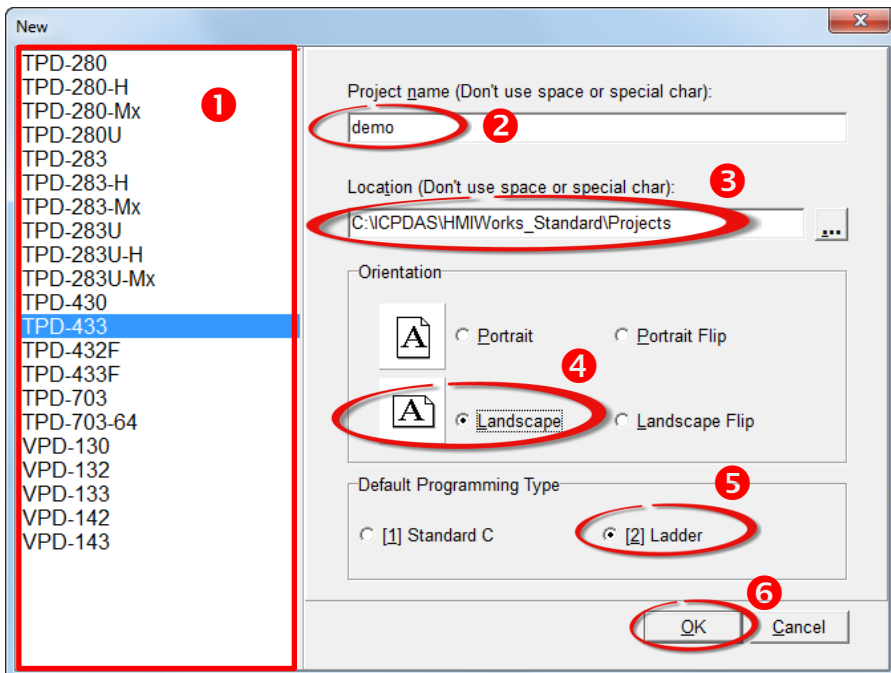 New
x
TPD-280
TPD-280-H
TPD-280-Mx
TPD-280U
TPD-283
TPD-283-H
TPD-283-Mx
TPD-283U
TPD-283U-H
TPD-283U-Mx
TPD-430
TPD-433
TPD-432F
TPD-433F
TPD-703
TPD-703-64
VPD-130
VPD-132
VPD-133
VPD-142
VPD-143
1
Project name (Don't use space or special char):
demo
2
Location (Don't use space or special char):
3
C:\ICPDAS\HMIWorks_Standard\Projects
...
Orientation
A Portrait Portrait Flip
4
A Landscape Landscape Flip
Default Programming Type
5
[1] Standard C [2] Ladder
6
OK Cancel